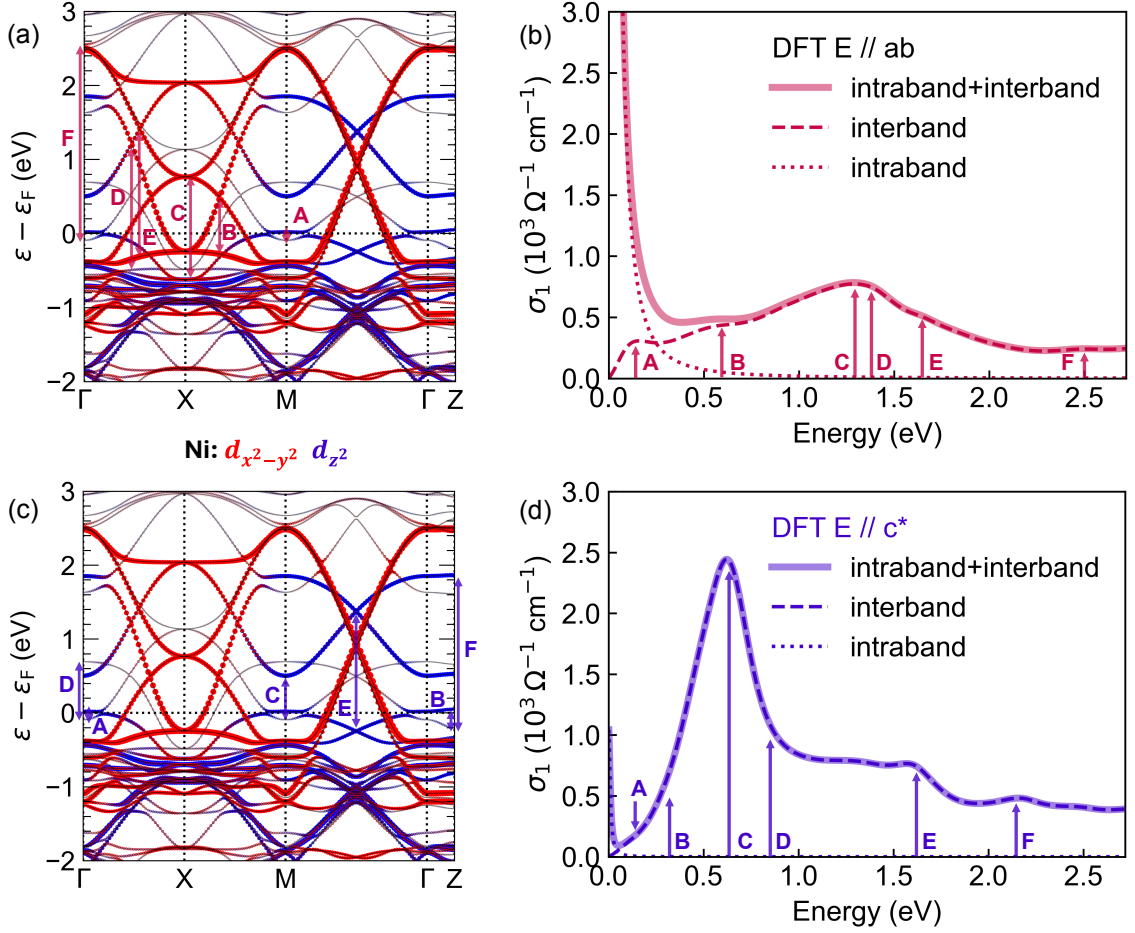 (a)
ε − εF (eV)
3
2
1
0
−1
−2
F
D
E
C
B
A
Γ
X
M
Γ
Z
(b)
σ1 (10³ Ω⁻¹ cm⁻¹)
3.0
2.5
2.0
1.5
1.0
0.5
0.0
DFT E // ab
intraband+interband
interband
intraband
A
B
C
D
E
F
0.0
0.5
1.0
1.5
2.0
2.5
Energy (eV)
Ni: dx²−y² dz²
(c)
ε − εF (eV)
3
2
1
0
−1
−2
D
A
C
E
B
F
Γ
X
M
Γ
Z
(d)
σ1 (10³ Ω⁻¹ cm⁻¹)
3.0
2.5
2.0
1.5
1.0
0.5
0.0
DFT E // c*
intraband+interband
interband
intraband
A
B
C
D
E
F
0.0
0.5
1.0
1.5
2.0
2.5
Energy (eV)